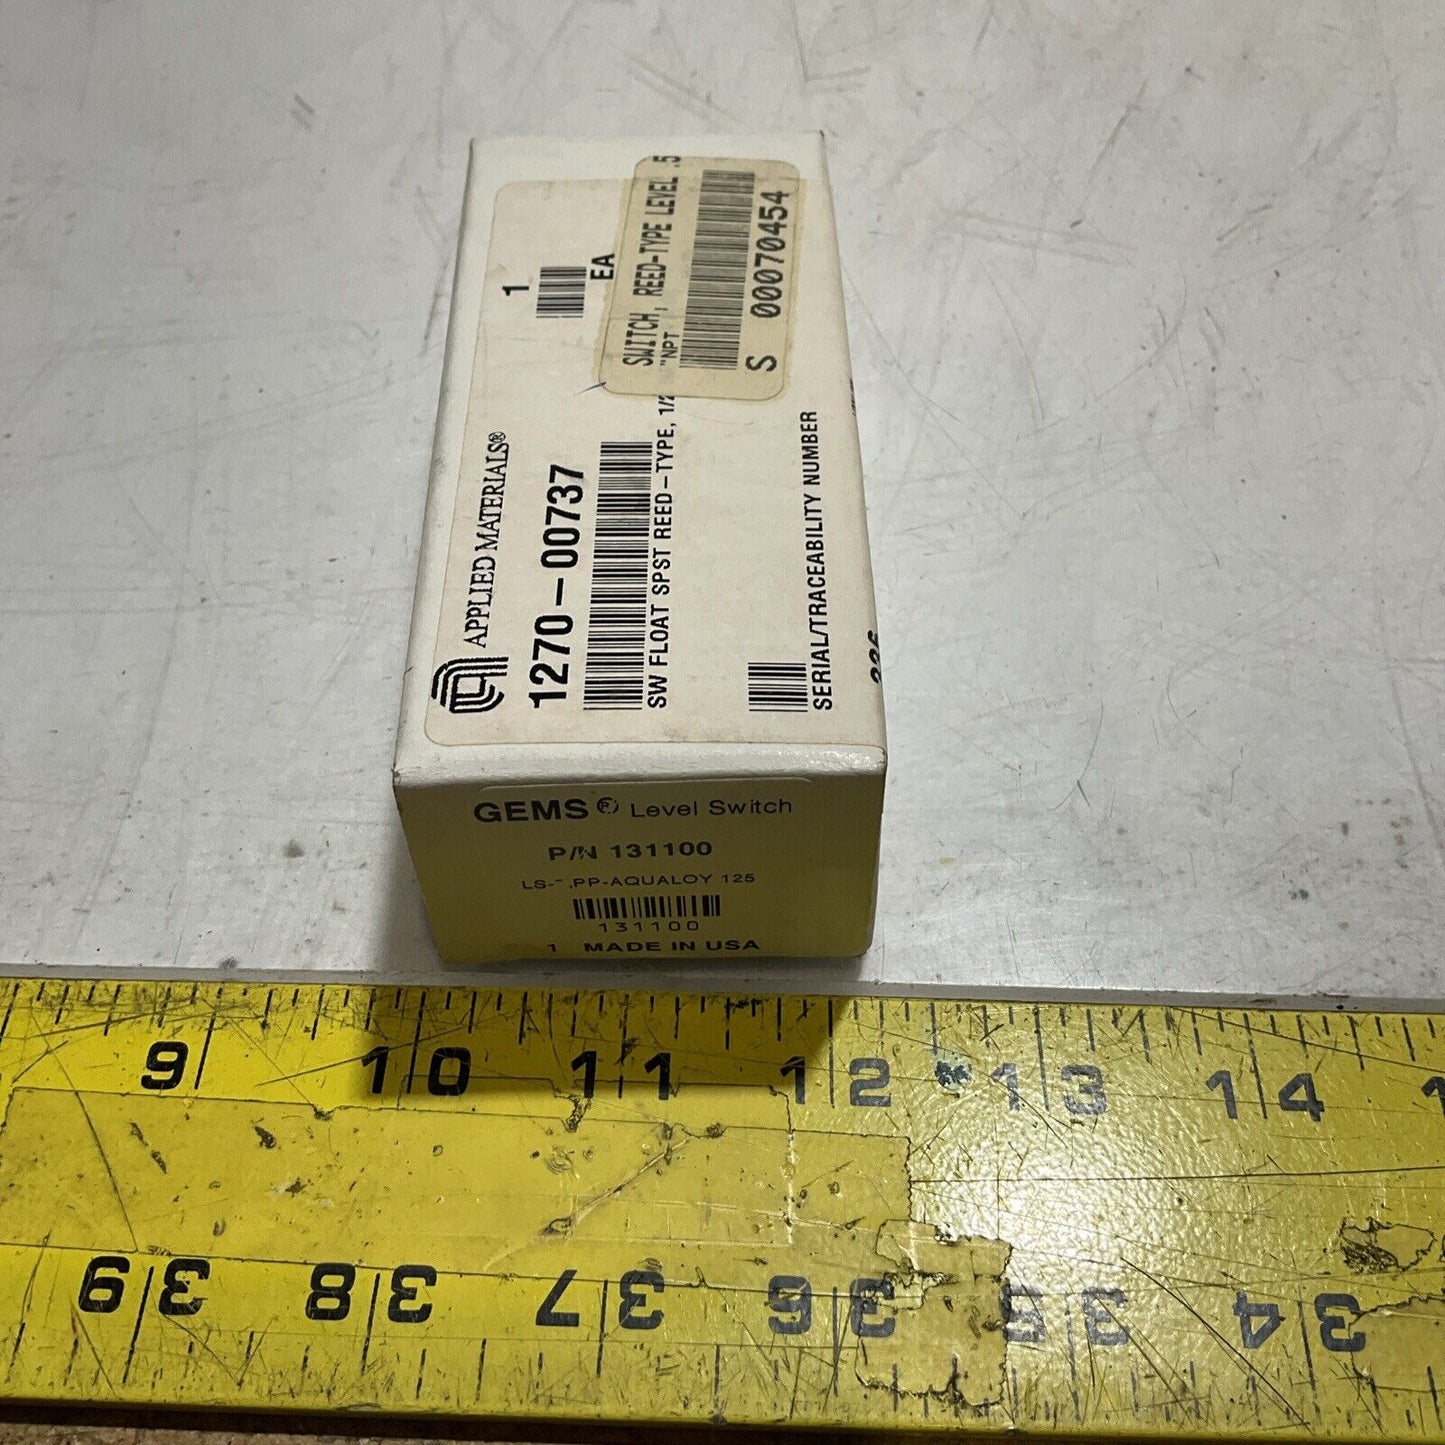 APPLIED MATERIALS®
1270-00737
SW FLOAT SPST REED-TYPE, 1/2 "NPT
1
EA
SWITCH, REED-TYPE LEVEL .5
S 00070454
SERIAL/TRACEABILITY NUMBER
GEMS® Level Switch
P/N 131100
,PP-AQUALOY 125
131100
1 MADE IN USA
9 10 11 12 13 14
39 38 37 36 35 34